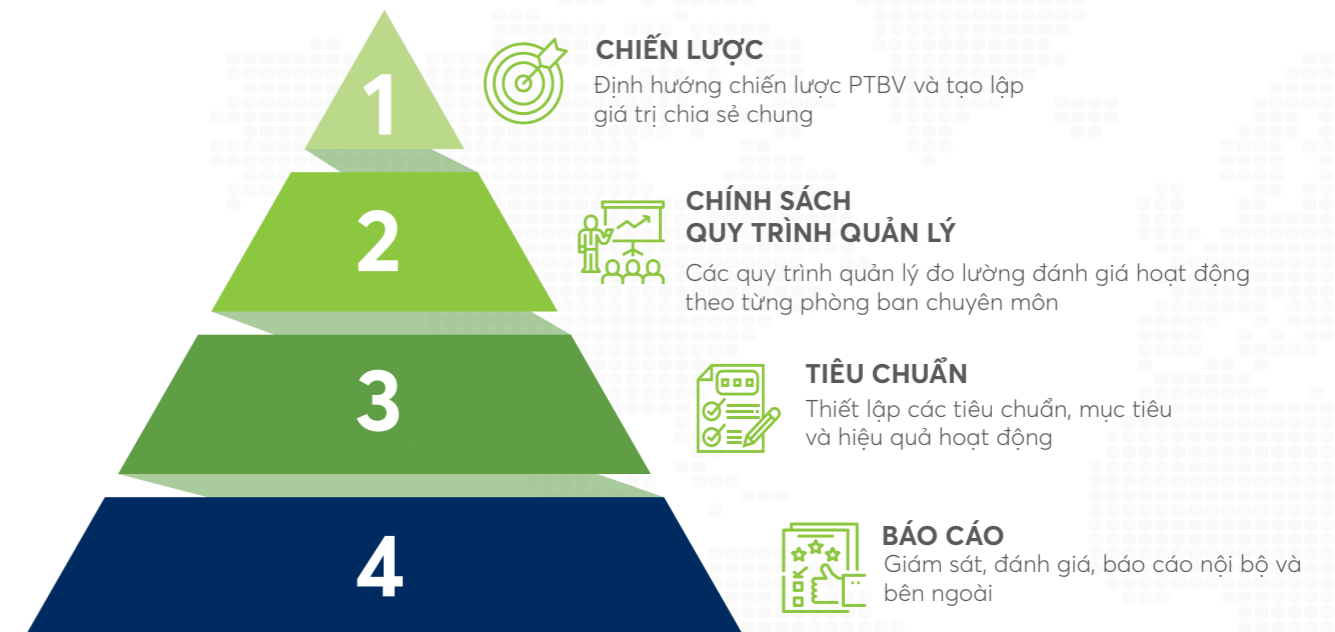 1
CHIẾN LƯỢC
Định hướng chiến lược PTBV và tạo lập
giá trị chia sẻ chung
2
CHÍNH SÁCH
QUY TRÌNH QUẢN LÝ
Các quy trình quản lý đo lường đánh giá hoạt động
theo từng phòng ban chuyên môn
3
TIÊU CHUẨN
Thiết lập các tiêu chuẩn, mục tiêu
và hiệu quả hoạt động
4
BÁO CÁO
Giám sát, đánh giá, báo cáo nội bộ và
bên ngoài